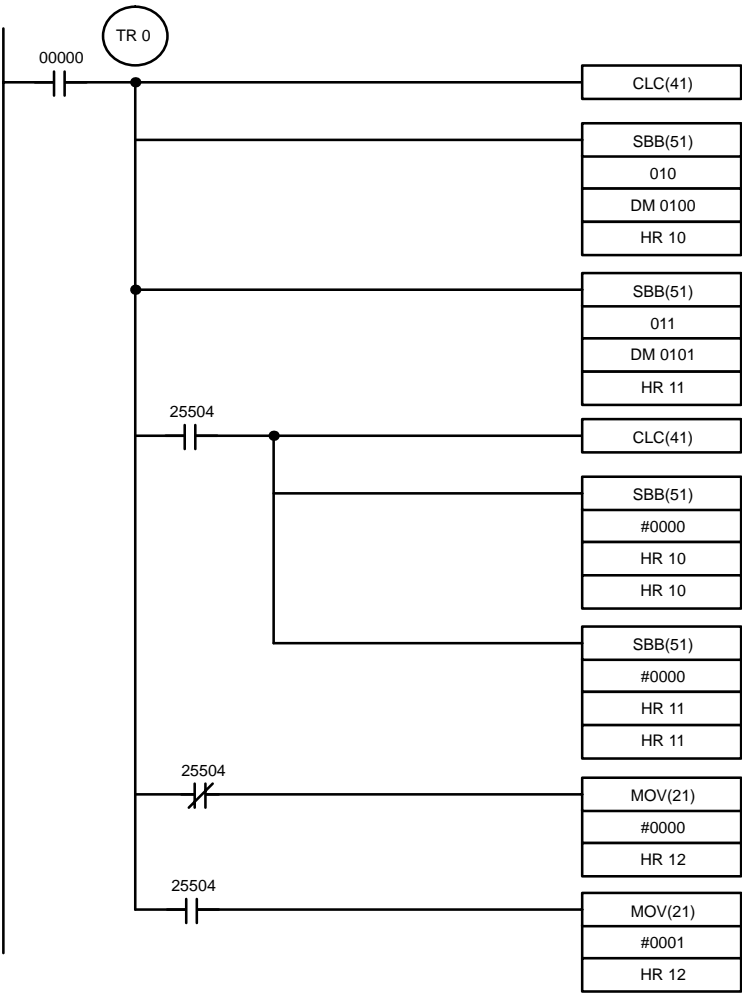 TR 0
00000
CLC(41)
SBB(51)
010
DM 0100
HR 10
SBB(51)
011
DM 0101
HR 11
25504
CLC(41)
SBB(51)
#0000
HR 10
HR 10
SBB(51)
#0000
HR 11
HR 11
25504
MOV(21)
#0000
HR 12
25504
MOV(21)
#0001
HR 12